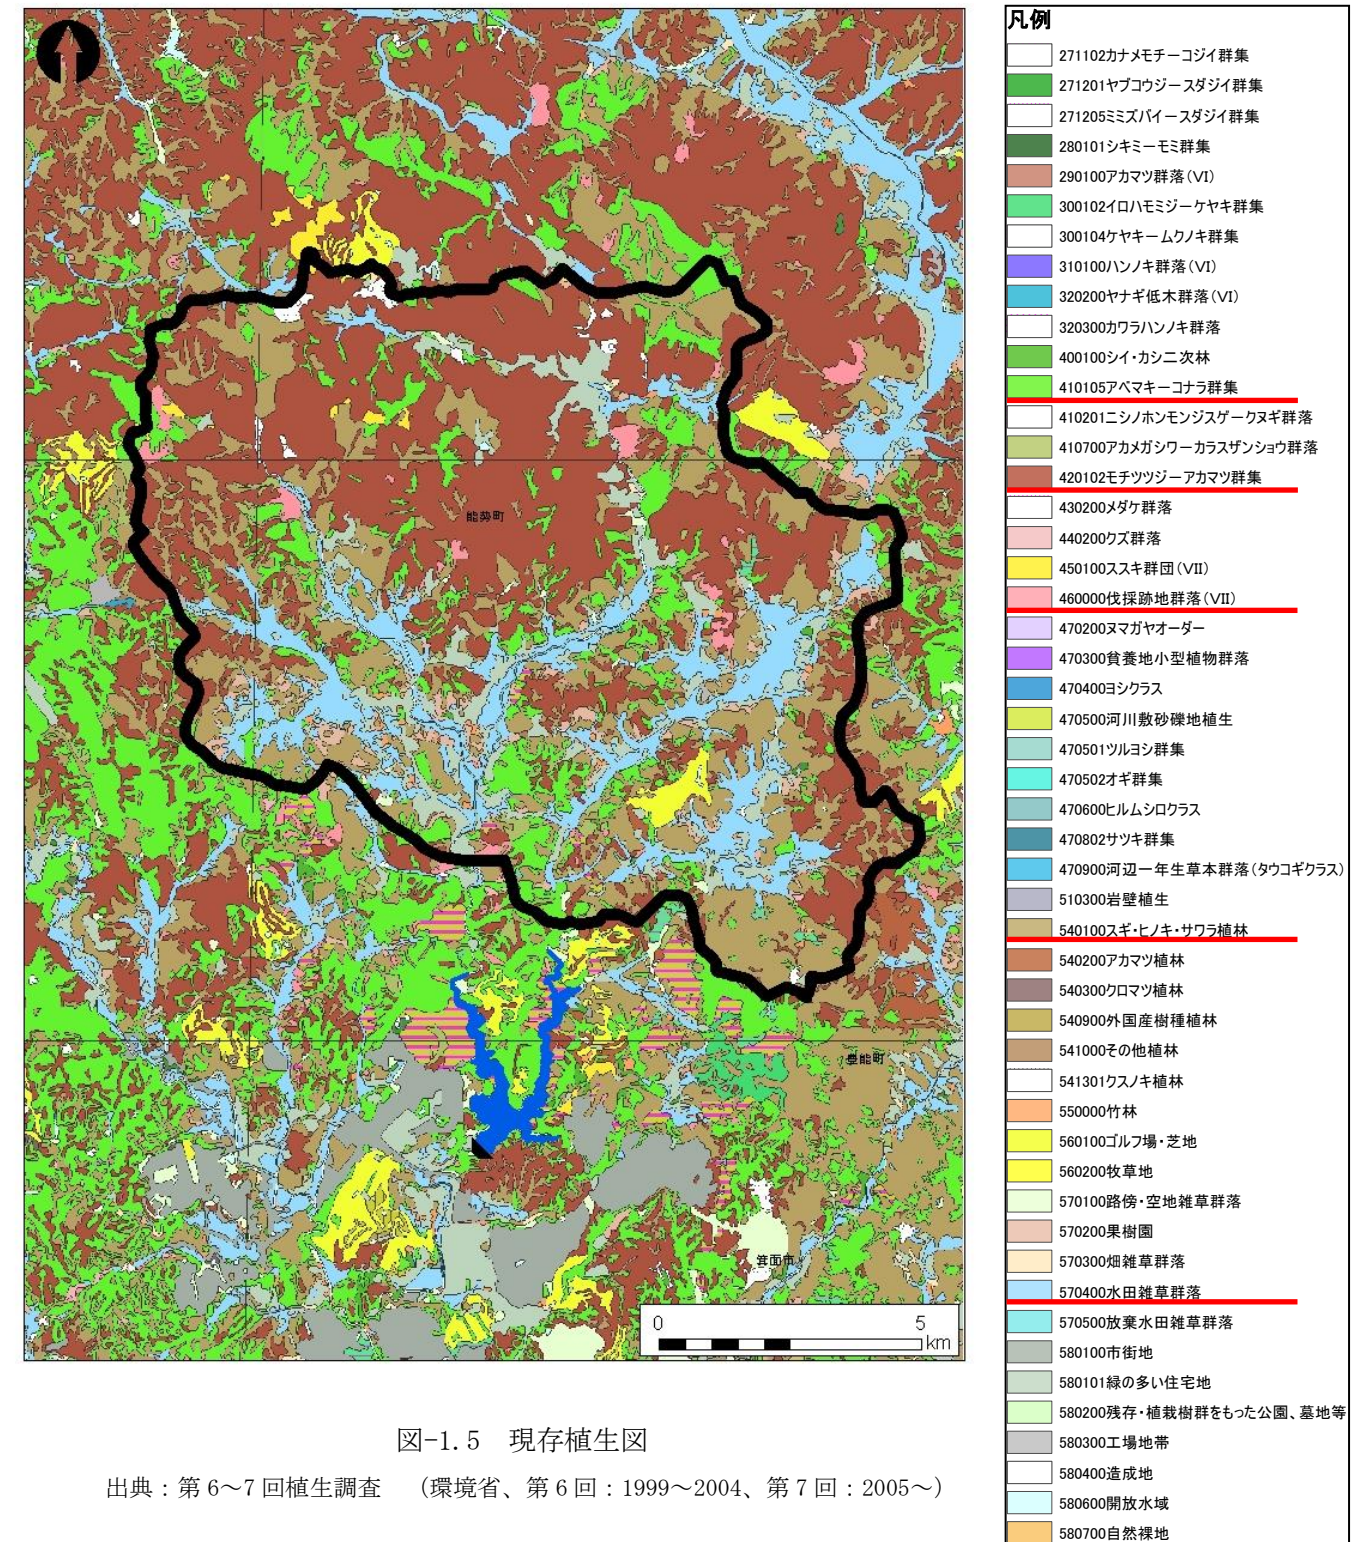 能勢町
豊能町
箕面市
0 5
km
図-1.5 現存植生図
出典：第6～7回植生調査 （環境省、第6回：1999～2004、第7回：2005～）
凡例
271102カナメモチーコジイ群集
271201ヤブコウジースダジイ群集
271205ミミズバイースダジイ群集
280101シキミーモミ群集
290100アカマツ群落(VI)
300102イロハモミジーケヤキ群集
300104ケヤキームクノキ群集
310100ハンノキ群落(VI)
320200ヤナギ低木群落(VI)
320300カワラハンノキ群落
400100シイ・カシ二次林
410105アベマキーコナラ群集
410201ニシノホンモンジスゲークヌギ群落
410700アカメガシワーカラスザンショウ群落
420102モチツツジーアカマツ群集
430200メダケ群落
440200クズ群落
450100ススキ群団(VII)
460000伐採跡地群落(VII)
470200ヌマガヤオーダー
470300貧養地小型植物群落
470400ヨシクラス
470500河川敷砂礫地植生
470501ツルヨシ群集
470502オギ群集
470600ヒルムシロクラス
470802サツキ群集
470900河辺一年生草本群落(タウコギクラス)
510300岩壁植生
540100スギ・ヒノキ・サワラ植林
540200アカマツ植林
540300クロマツ植林
540900外国産樹種植林
541000その他植林
541301クスノキ植林
550000竹林
560100ゴルフ場・芝地
560200牧草地
570100路傍・空地雑草群落
570200果樹園
570300畑雑草群落
570400水田雑草群落
570500放棄水田雑草群落
580100市街地
580101緑の多い住宅地
580200残存・植栽樹群をもった公園、墓地等
580300工場地帯
580400造成地
580600開放水域
580700自然裸地